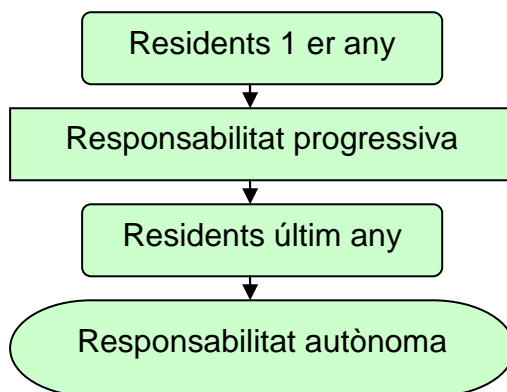 Residents 1 er any
Responsabilitat progressiva
Residents últim any
Responsabilitat autònoma